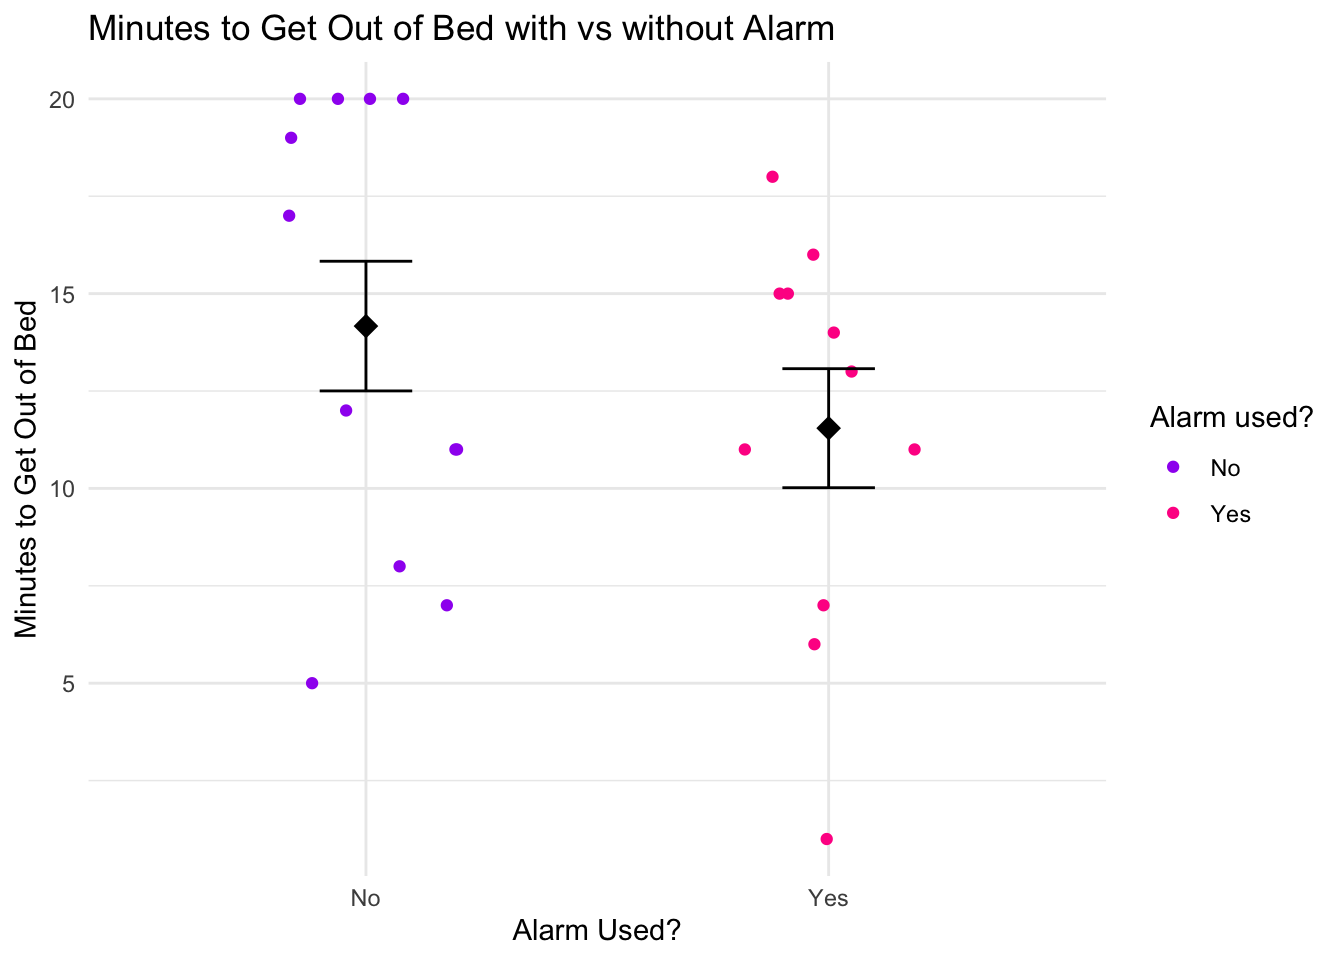 Minutes to Get Out of Bed with vs without Alarm
Minutes to Get Out of Bed
20
15
10
5
No
Yes
Alarm Used?
Alarm used?
No
Yes